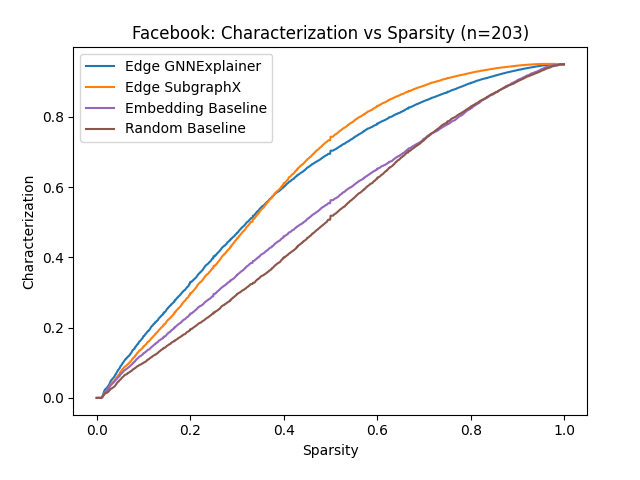 Facebook: Characterization vs Sparsity (n=203)
Edge GNNExplainer
Edge SubgraphX
Embedding Baseline
Random Baseline
Characterization
0.8
0.6
0.4
0.2
0.0
0.0 0.2 0.4 0.6 0.8 1.0
Sparsity